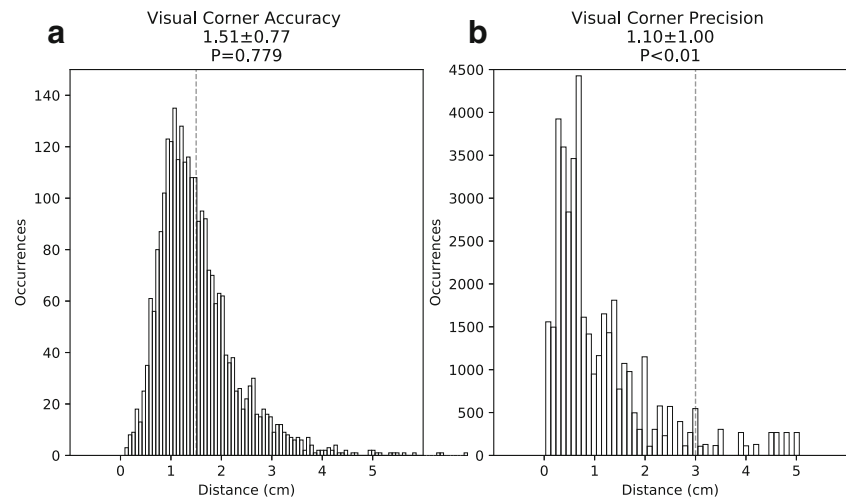 a
Visual Corner Accuracy
1.51±0.77
P=0.779
Occurrences
140
120
100
80
60
40
20
0
0 1 2 3 4 5
Distance (cm)
b
Visual Corner Precision
1.10±1.00
P<0.01
Occurrences
4500
4000
3500
3000
2500
2000
1500
1000
500
0
0 1 2 3 4 5
Distance (cm)